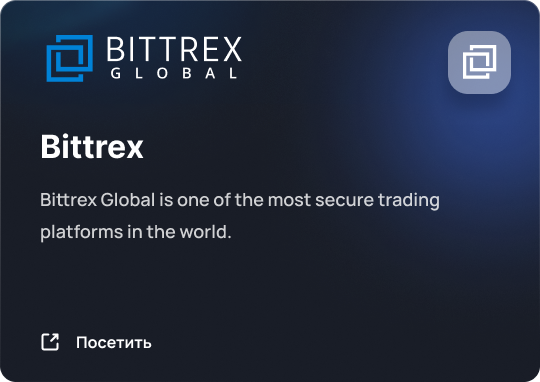 BITTREX
GLOBAL
Bittrex
Bittrex Global is one of the most secure trading
platforms in the world.
Посетить